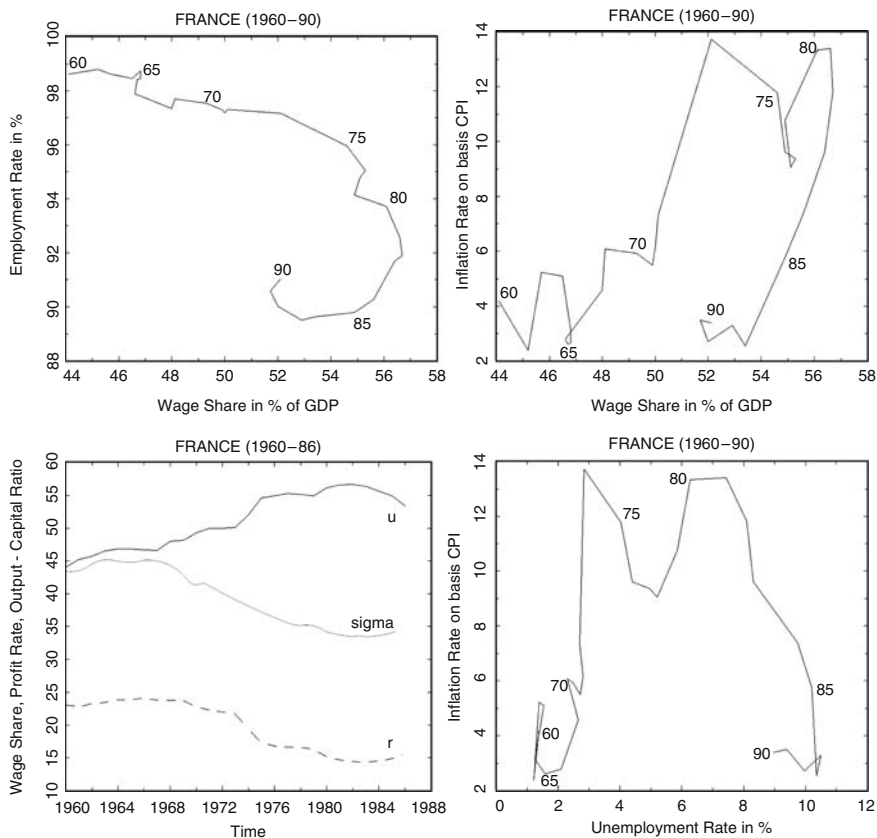 FRANCE (1960–90)
Employment Rate in %
100
98
96
94
92
90
88
60
65
70
75
80
85
90
44 46 48 50 52 54 56 58
Wage Share in % of GDP
FRANCE (1960–90)
Inflation Rate on basis CPI
14
12
10
8
6
4
2
60
65
70
75
80
85
90
44 46 48 50 52 54 56 58
Wage Share in % of GDP
FRANCE (1960–86)
Wage Share, Profit Rate, Output - Capital Ratio
60
55
50
45
40
35
30
25
20
15
10
u
sigma
r
1960 1964 1968 1972 1976 1980 1984 1988
Time
FRANCE (1960–90)
Inflation Rate on basis CPI
14
12
10
8
6
4
2
60
65
70
75
80
85
90
0 2 4 6 8 10 12
Unemployment Rate in %